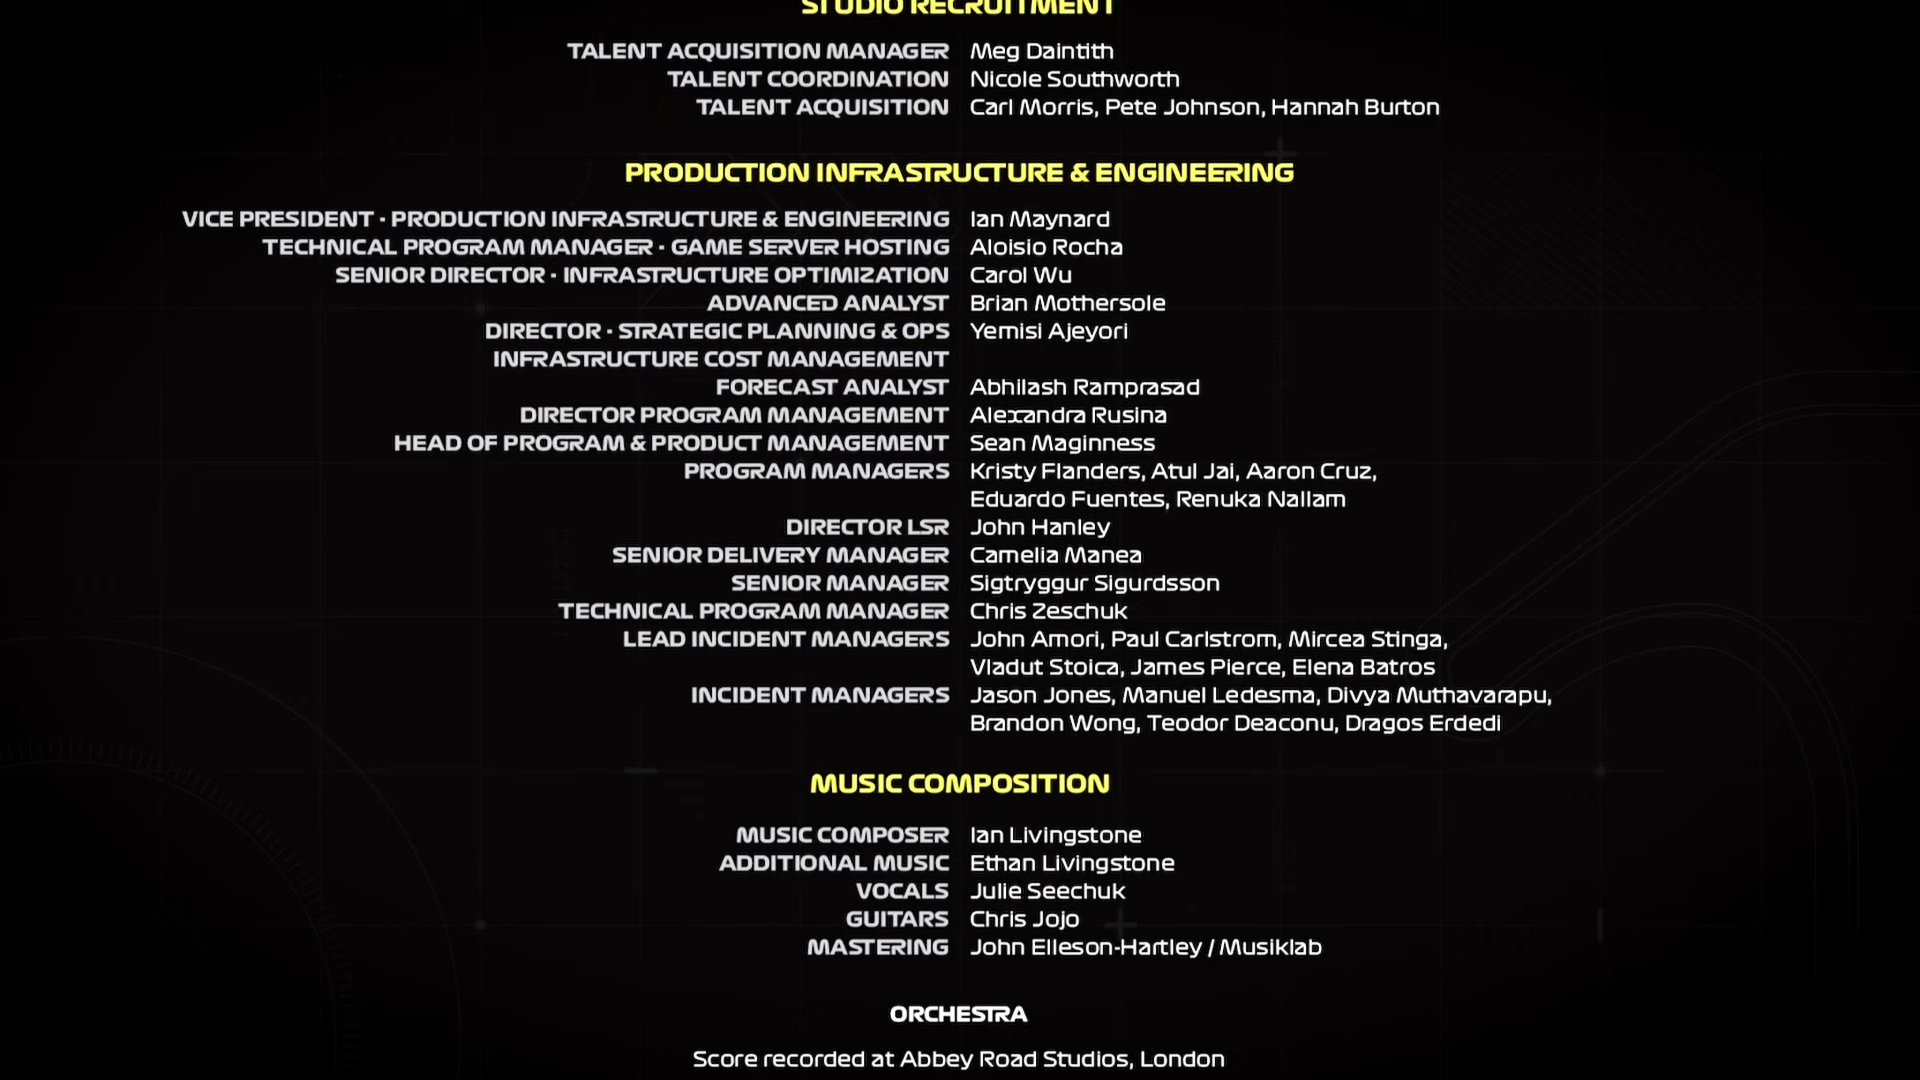 STUDIO RECRUITMENT
TALENT ACQUISITION MANAGER Meg Daintith
TALENT COORDINATION Nicole Southworth
TALENT ACQUISITION Carl Morris, Pete Johnson, Hannah Burton
PRODUCTION INFRASTRUCTURE & ENGINEERING
VICE PRESIDENT - PRODUCTION INFRASTRUCTURE & ENGINEERING Ian Maynard
TECHNICAL PROGRAM MANAGER - GAME SERVER HOSTING Aloisio Rocha
SENIOR DIRECTOR - INFRASTRUCTURE OPTIMIZATION Carol Wu
ADVANCED ANALYST Brian Mothersole
DIRECTOR - STRATEGIC PLANNING & OPS Yemisi Ajeyori
INFRASTRUCTURE COST MANAGEMENT
FORECAST ANALYST Abhilash Ramprasad
DIRECTOR PROGRAM MANAGEMENT Alexandra Rusina
HEAD OF PROGRAM & PRODUCT MANAGEMENT Sean Maginness
PROGRAM MANAGERS Kristy Flanders, Atul Jai, Aaron Cruz,
Eduardo Fuentes, Renuka Nallam
DIRECTOR LSR John Hanley
SENIOR DELIVERY MANAGER Camelia Manea
SENIOR MANAGER Sigtryggur Sigurdsson
TECHNICAL PROGRAM MANAGER Chris Zeschuk
LEAD INCIDENT MANAGERS John Amori, Paul Carlstrom, Mircea Stinga,
Vladut Stoica, James Pierce, Elena Batros
INCIDENT MANAGERS Jason Jones, Manuel Ledesma, Divya Muthavarapu,
Brandon Wong, Teodor Deaconu, Dragos Erdedi
MUSIC COMPOSITION
MUSIC COMPOSER Ian Livingstone
ADDITIONAL MUSIC Ethan Livingstone
VOCALS Julie Seechuk
GUITARS Chris Jojo
MASTERING John Elleson-Hartley / Musiklab
ORCHESTRA
Score recorded at Abbey Road Studios, London